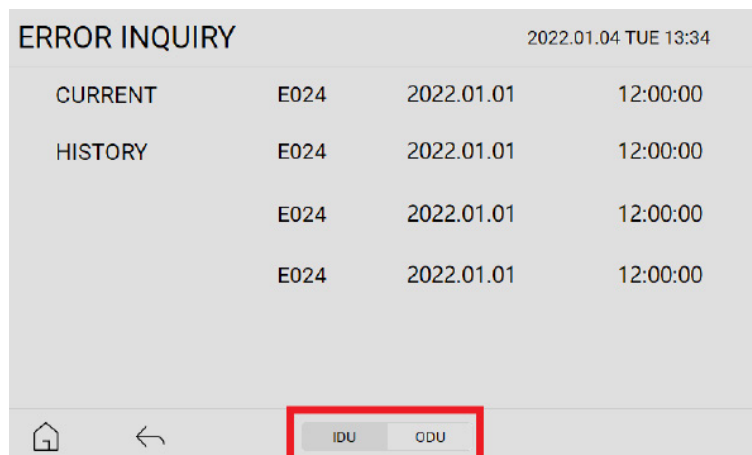 ERROR INQUIRY 2022.01.04 TUE 13:34
CURRENT E024 2022.01.01 12:00:00
HISTORY E024 2022.01.01 12:00:00
E024 2022.01.01 12:00:00
E024 2022.01.01 12:00:00
IDU ODU